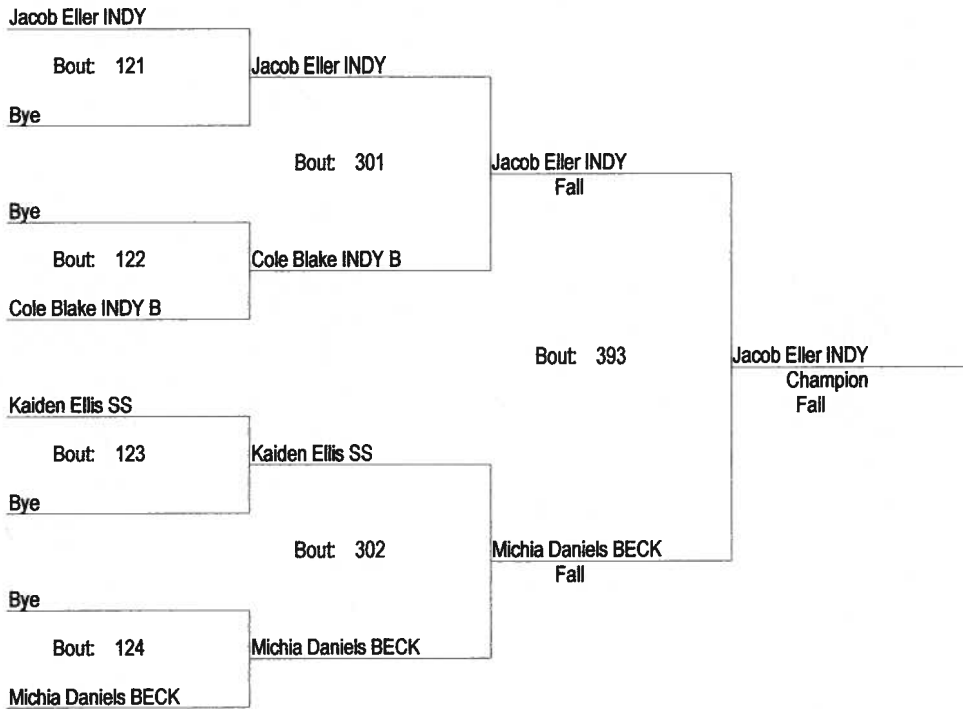 Jacob Eller INDY
Bout: 121
Jacob Eller INDY
Bye
Bout: 301
Jacob Eller INDY
Fall
Bye
Bout: 122
Cole Blake INDY B
Cole Blake INDY B
Bout: 393
Jacob Eller INDY
Champion
Fall
Kaiden Ellis SS
Bout: 123
Kaiden Ellis SS
Bye
Bout: 302
Michia Daniels BECK
Fall
Bye
Bout: 124
Michia Daniels BECK
Michia Daniels BECK